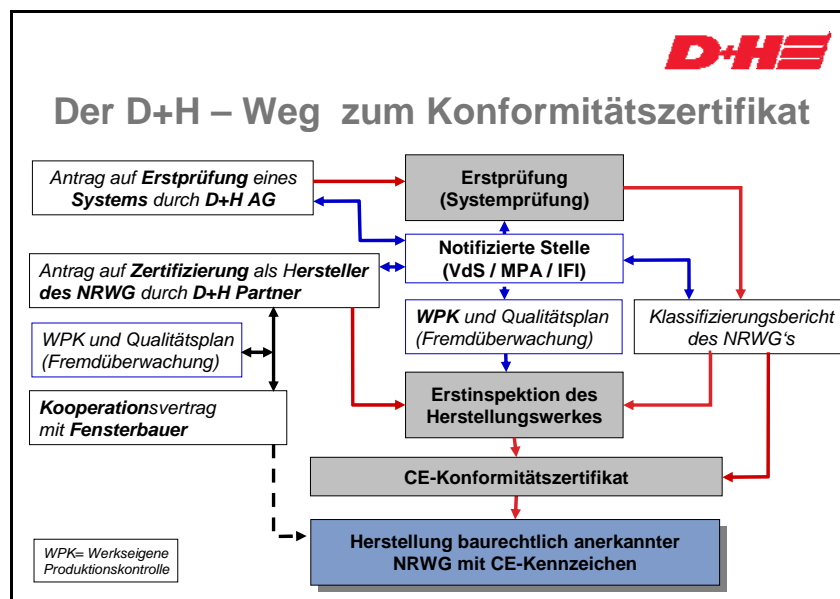 D+H
Der D+H – Weg zum Konformitätszertifikat
Antrag auf Erstprüfung eines
Systems durch D+H AG
Erstprüfung
(Systemprüfung)
Notifizierte Stelle
(VdS / MPA / IFI)
Antrag auf Zertifizierung als Hersteller
des NRWG durch D+H Partner
WPK und Qualitätsplan
(Fremdüberwachung)
WPK und Qualitätsplan
(Fremdüberwachung)
Klassifizierungsbericht
des NRWG‘s
Kooperationsvertrag
mit Fensterbauer
Erstinspektion des
Herstellungswerkes
CE-Konformitätszertifikat
Herstellung baurechtlich anerkannter
NRWG mit CE-Kennzeichen
WPK= Werkseigene
Produktionskontrolle